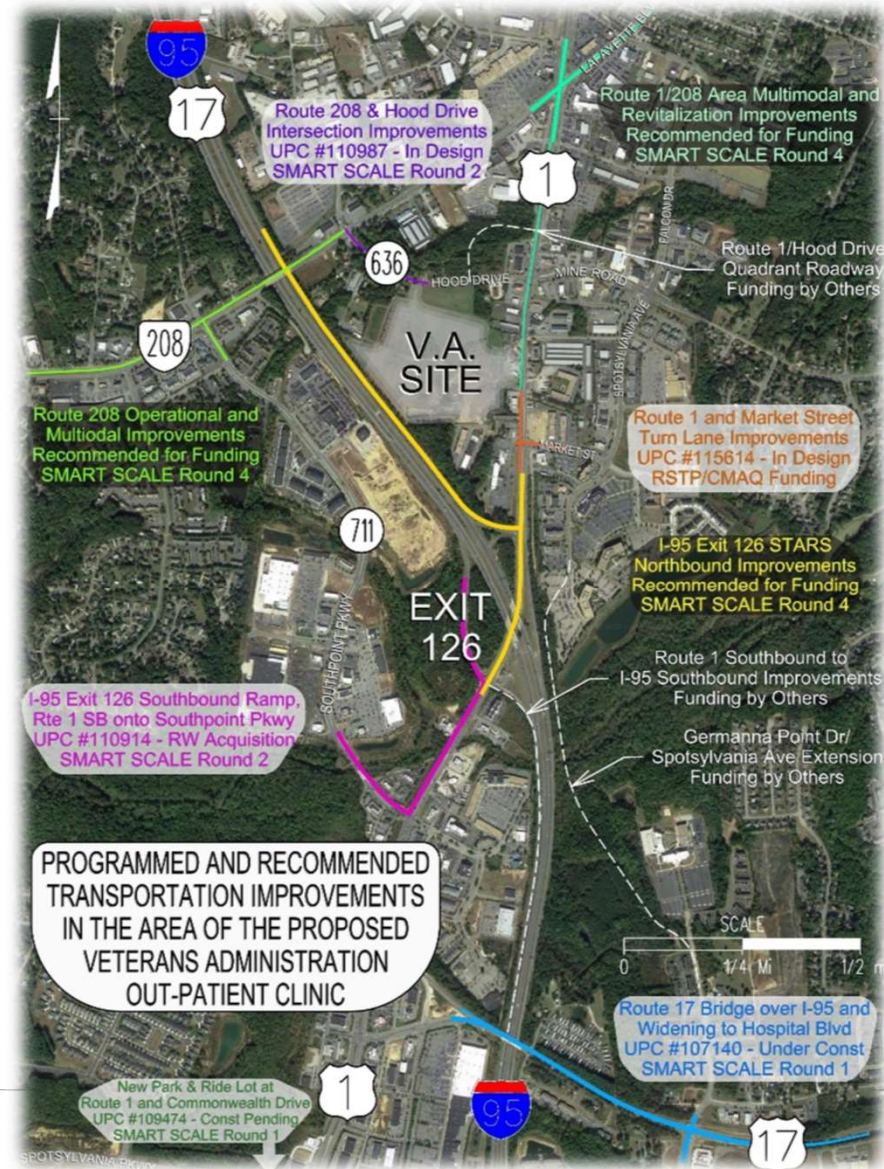 95
17
LAFAYETTE BLVD
Route 208 & Hood Drive
Intersection Improvements
UPC #110987 - In Design
SMART SCALE Round 2
Route 1/208 Area Multimodal and
Revitalization Improvements
Recommended for Funding
SMART SCALE Round 4
1
FALCON DR
636
HOOD DRIVE
MINE ROAD
Route 1/Hood Drive
Quadrant Roadway
Funding by Others
208
V.A.
SITE
SPOTSYLVANIA AVE
Route 208 Operational and
Multiodal Improvements
Recommended for Funding
SMART SCALE Round 4
Route 1 and Market Street
Turn Lane Improvements
UPC #115614 - In Design
RSTP/CMAQ Funding
MARKET ST
711
I-95 Exit 126 STARS
Northbound Improvements
Recommended for Funding
SMART SCALE Round 4
EXIT
126
SOUTHPOINT PKWY
Route 1 Southbound to
I-95 Southbound Improvements
Funding by Others
I-95 Exit 126 Southbound Ramp,
Rte 1 SB onto Southpoint Pkwy
UPC #110914 - RW Acquisition
SMART SCALE Round 2
Germanna Point Dr/
Spotsylvania Ave Extension
Funding by Others
PROGRAMMED AND RECOMMENDED
TRANSPORTATION IMPROVEMENTS
IN THE AREA OF THE PROPOSED
VETERANS ADMINISTRATION
OUT-PATIENT CLINIC
SCALE
0 1/4 Mi 1/2 m
Route 17 Bridge over I-95 and
Widening to Hospital Blvd
UPC #107140 - Under Const
SMART SCALE Round 1
New Park & Ride Lot at
Route 1 and Commonwealth Drive
UPC #109474 - Const Pending
SMART SCALE Round 1
1
95
17
SPOTSYLVANIA PKWY